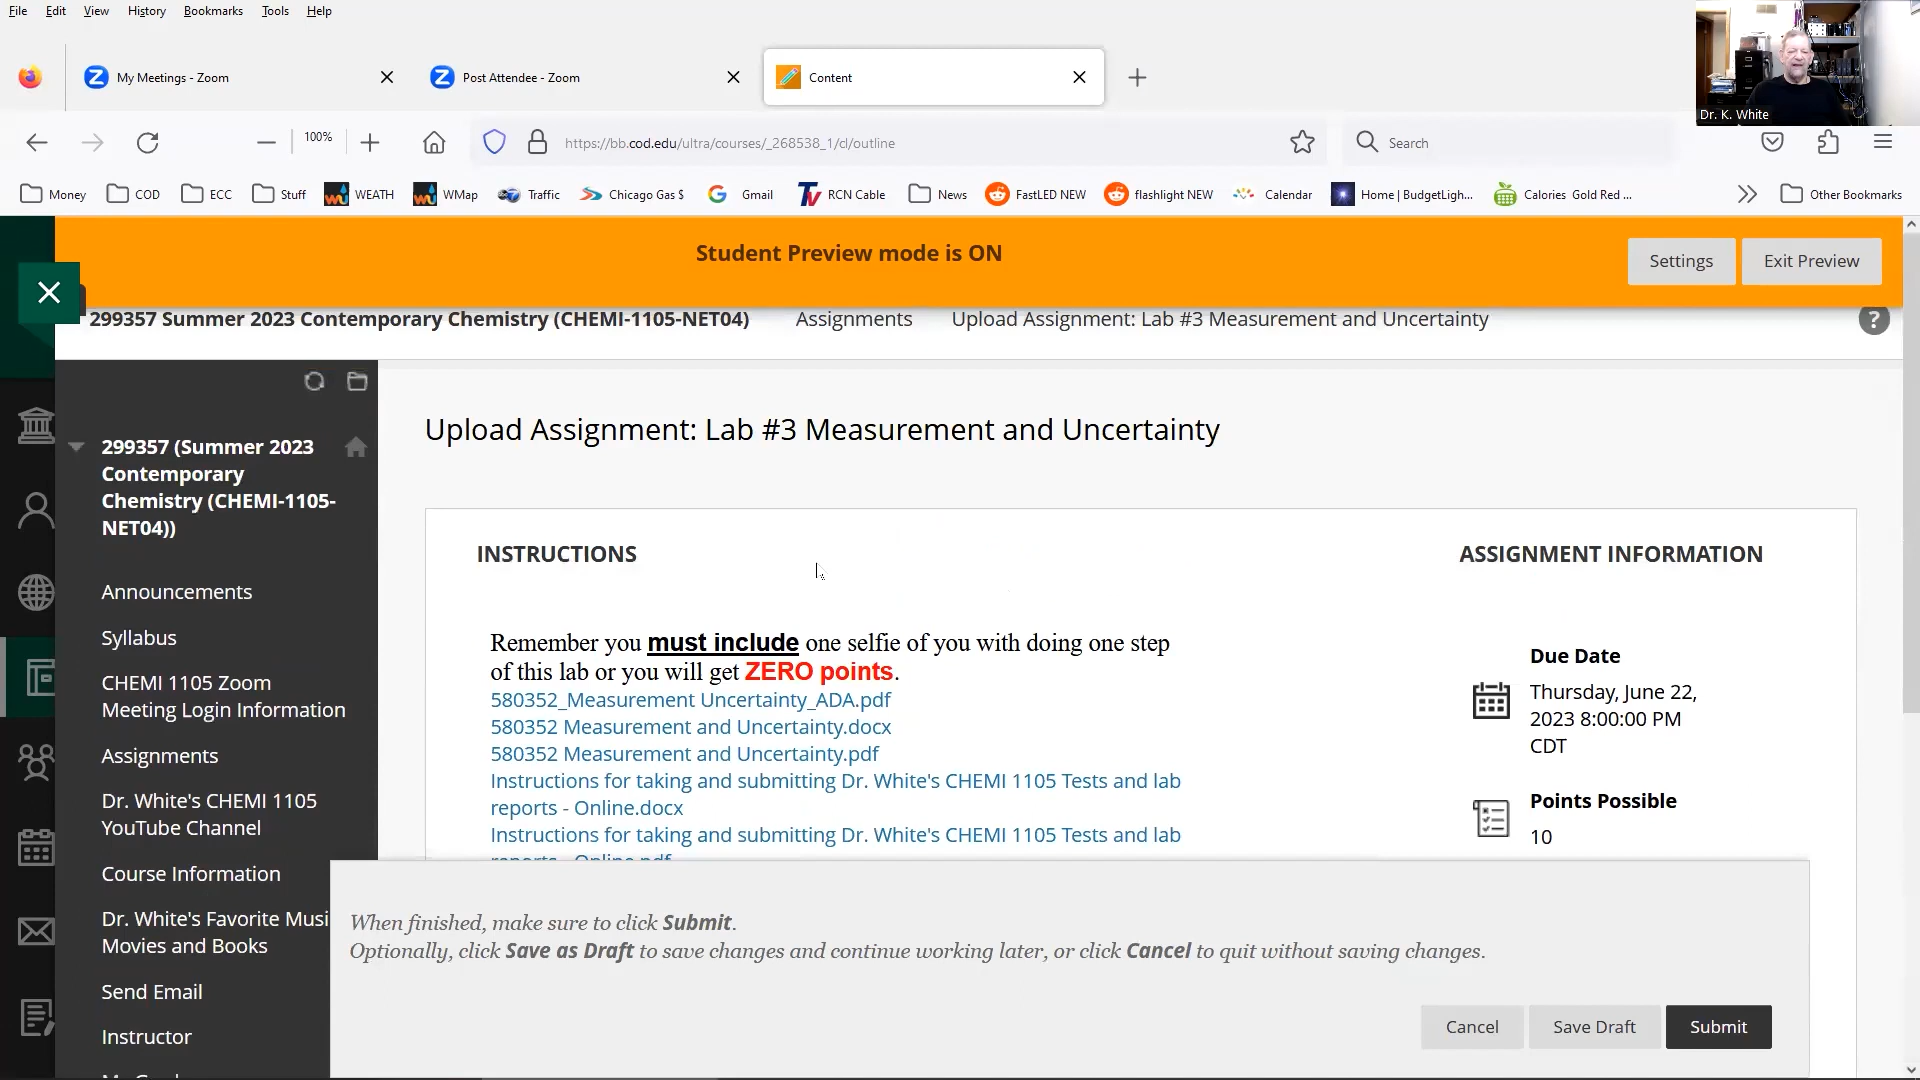 File Edit View History Bookmarks Tools Help
My Meetings - Zoom
Post Attendee - Zoom
Content
Dr. K. White
100%
https://bb.cod.edu/ultra/courses/_268538_1/cl/outline
Search
Money COD ECC Stuff WEATH WMap Traffic Chicago Gas $ Gmail RCN Cable News FastLED NEW flashlight NEW Calendar Home | BudgetLigh... Calories Gold Red ... Other Bookmarks
Student Preview mode is ON
Settings
Exit Preview
299357 Summer 2023 Contemporary Chemistry (CHEMI-1105-NET04) Assignments Upload Assignment: Lab #3 Measurement and Uncertainty
?
299357 (Summer 2023
Contemporary
Chemistry (CHEMI-1105-
NET04))
Announcements
Syllabus
CHEMI 1105 Zoom
Meeting Login Information
Assignments
Dr. White's CHEMI 1105
YouTube Channel
Course Information
Dr. White's Favorite Musi
Movies and Books
Send Email
Instructor
Upload Assignment: Lab #3 Measurement and Uncertainty
INSTRUCTIONS
Remember you must include one selfie of you with doing one step
of this lab or you will get ZERO points.
580352_Measurement Uncertainty_ADA.pdf
580352 Measurement and Uncertainty.docx
580352 Measurement and Uncertainty.pdf
Instructions for taking and submitting Dr. White's CHEMI 1105 Tests and lab
reports - Online.docx
Instructions for taking and submitting Dr. White's CHEMI 1105 Tests and lab
reports - Online.pdf
ASSIGNMENT INFORMATION
Due Date
Thursday, June 22,
2023 8:00:00 PM
CDT
Points Possible
10
When finished, make sure to click Submit.
Optionally, click Save as Draft to save changes and continue working later, or click Cancel to quit without saving changes.
Cancel
Save Draft
Submit